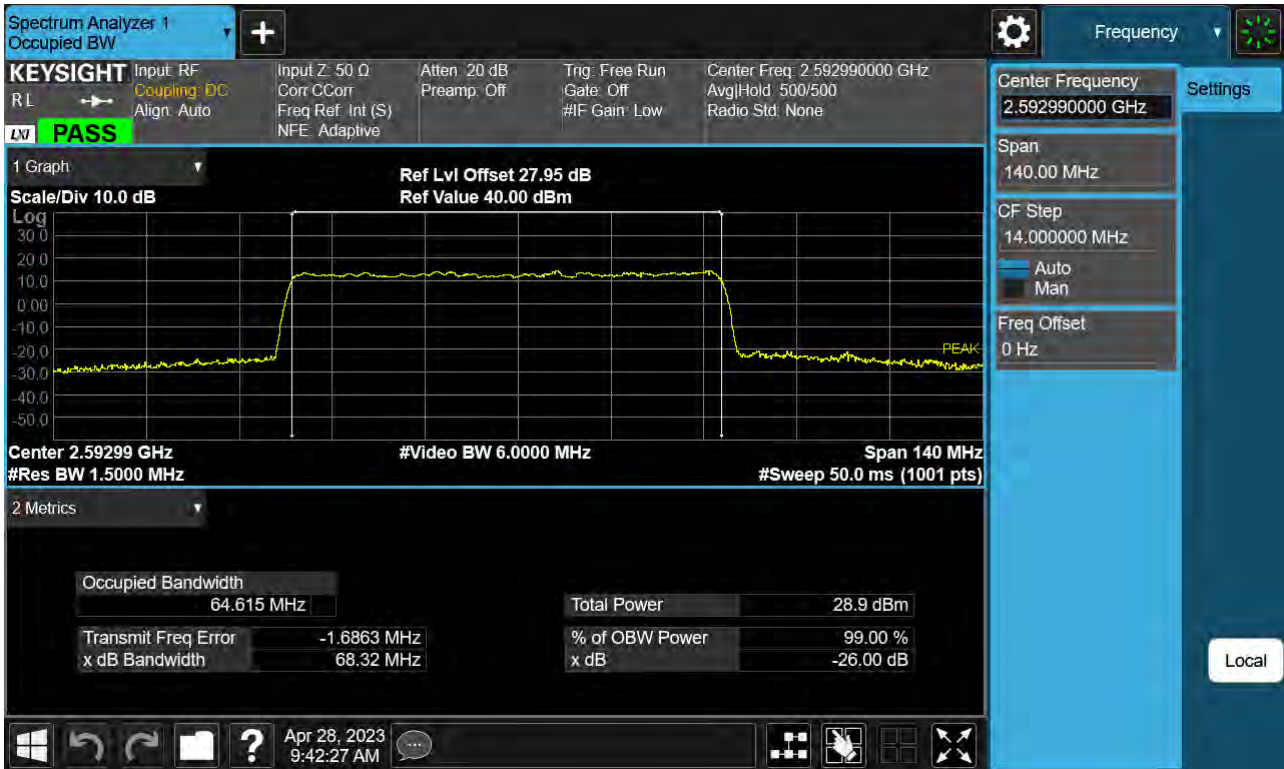 Spectrum Analyzer 1
Occupied BW
+
Frequency
KEYSIGHT Input: RF Input Z: 50 Ω Atten: 20 dB Trig: Free Run Center Freq: 2.592990000 GHz
RL Coupling: DC Corr CCorr Preamp: Off Gate: Off Avg|Hold: 500/500
Align: Auto Freq Ref: Int (S) #IF Gain: Low Radio Std: None
LXI PASS NFE: Adaptive
Center Frequency
2.592990000 GHz
Settings
Span
140.00 MHz
CF Step
14.000000 MHz
Auto
Man
Freq Offset
0 Hz
Local
1 Graph
Ref Lvl Offset 27.95 dB
Scale/Div 10.0 dB Ref Value 40.00 dBm
Log
30.0
20.0
10.0
0.00
-10.0
-20.0
PEAK
-30.0
-40.0
-50.0
Center 2.59299 GHz #Video BW 6.0000 MHz Span 140 MHz
#Res BW 1.5000 MHz #Sweep 50.0 ms (1001 pts)
2 Metrics
Occupied Bandwidth
64.615 MHz Total Power 28.9 dBm
Transmit Freq Error -1.6863 MHz % of OBW Power 99.00 %
x dB Bandwidth 68.32 MHz x dB -26.00 dB
? Apr 28, 2023
9:42:27 AM